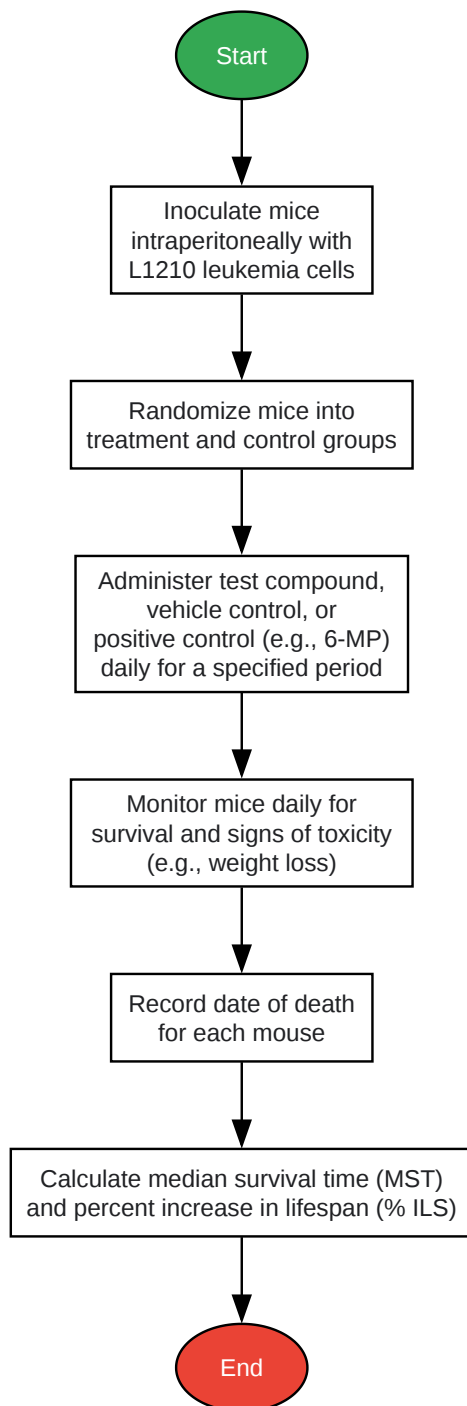 Start
Inoculate mice
intraperitoneally with
L1210 leukemia cells
Randomize mice into
treatment and control groups
Administer test compound,
vehicle control, or
positive control (e.g., 6-MP)
daily for a specified period
Monitor mice daily for
survival and signs of toxicity
(e.g., weight loss)
Record date of death
for each mouse
Calculate median survival time (MST)
and percent increase in lifespan (% ILS)
End